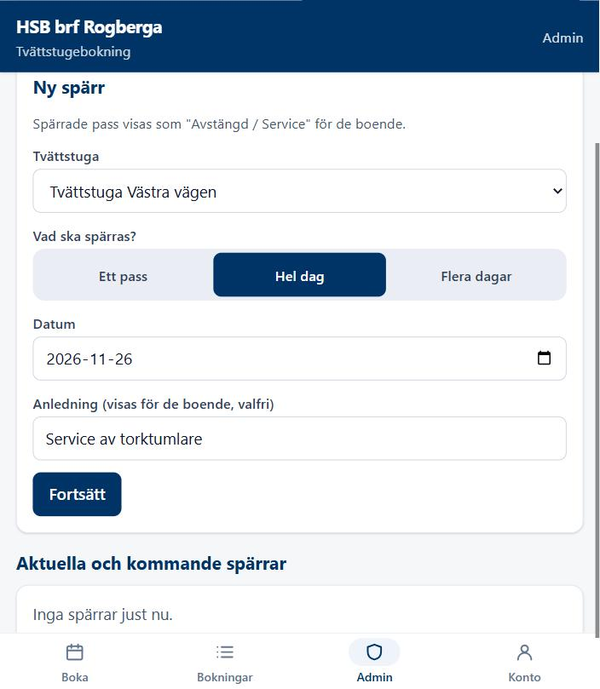 HSB brf Rogberga
Tvättstugebokning
Admin
Ny spärr
Spärrade pass visas som "Avstängd / Service" för de boende.
Tvättstuga
Tvättstuga Västra vägen
Vad ska spärras?
Ett pass
Hel dag
Flera dagar
Datum
2026-11-26
Anledning (visas för de boende, valfri)
Service av torktumlare
Fortsätt
Aktuella och kommande spärrar
Inga spärrar just nu.
Boka
Bokningar
Admin
Konto